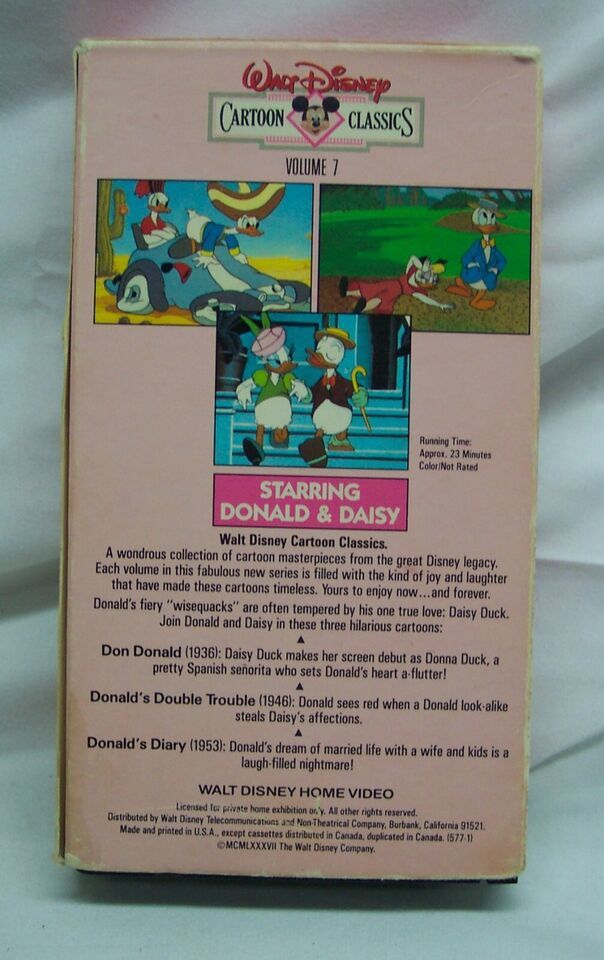 Walt Disney
CARTOON CLASSICS
VOLUME 7
Running Time:
Approx. 23 Minutes
Color/Not Rated
STARRING
DONALD & DAISY
Walt Disney Cartoon Classics.
A wondrous collection of cartoon masterpieces from the great Disney legacy.
Each volume in this fabulous new series is filled with the kind of joy and laughter
that have made these cartoons timeless. Yours to enjoy now...and forever.
Donald's fiery "wisequacks" are often tempered by his one true love: Daisy Duck.
Join Donald and Daisy in these three hilarious cartoons:
Don Donald (1936): Daisy Duck makes her screen debut as Donna Duck, a
pretty Spanish señorita who sets Donald's heart a-flutter!
Donald's Double Trouble (1946): Donald sees red when a Donald look-alike
steals Daisy's affections.
Donald's Diary (1953): Donald's dream of married life with a wife and kids is a
laugh-filled nightmare!
WALT DISNEY HOME VIDEO
Licensed for private home exhibition only. All other rights reserved.
Distributed by Walt Disney Telecommunications and Non-Theatrical Company, Burbank, California 91521.
Made and printed in U.S.A., except cassettes distributed in Canada, duplicated in Canada. (577-1)
©MCMLXXXVII The Walt Disney Company.